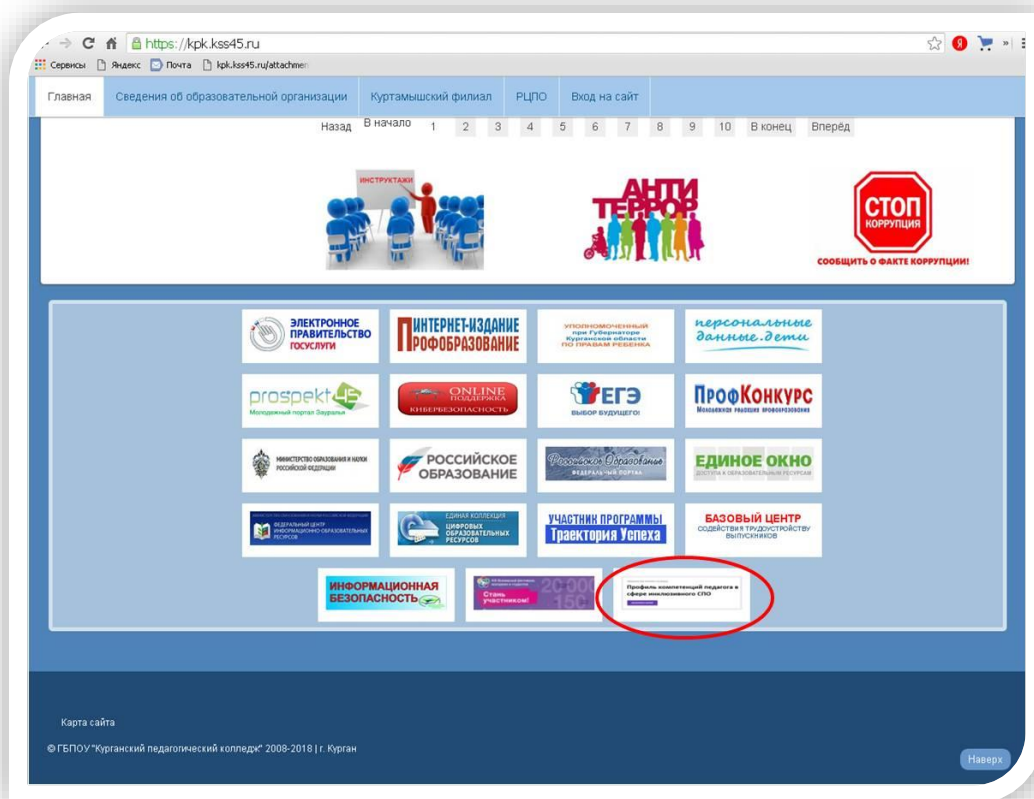 https://kpk.kss45.ru
Сервисы Яндекс Почта kpk.kss45.ru/attachmen
Главная Сведения об образовательной организации Куртамышский филиал РЦПО Вход на сайт
Назад В начало 1 2 3 4 5 6 7 8 9 10 В конец Вперёд
ИНСТРУКТАЖИ
АНТИ
ТЕРРОР
СТОП
КОРРУПЦИЯ
СООБЩИТЬ О ФАКТЕ КОРРУПЦИИ!
ЭЛЕКТРОННОЕ
ПРАВИТЕЛЬСТВО
ГОСУСЛУГИ
ИНТЕРНЕТ-ИЗДАНИЕ
ПРОФОБРАЗОВАНИЕ
УПОЛНОМОЧЕННЫЙ
при Губернаторе
Курганской области
ПО ПРАВАМ РЕБЕНКА
персональные
данные.дети
prospekt45
Молодежный портал Зауралья
ONLINE
ПОДДЕРЖКА
КИБЕРБЕЗОПАСНОСТЬ
ЕГЭ
ВЫБОР БУДУЩЕГО!
ПрофКонкурс
Молодежная редакция профобразования
МИНИСТЕРСТВО ОБРАЗОВАНИЯ И НАУКИ
РОССИЙСКОЙ ФЕДЕРАЦИИ
РОССИЙСКОЕ
ОБРАЗОВАНИЕ
Российское Образование
ФЕДЕРАЛЬНЫЙ ПОРТАЛ
ЕДИНОЕ ОКНО
ДОСТУПА К ОБРАЗОВАТЕЛЬНЫМ РЕСУРСАМ
ФЕДЕРАЛЬНЫЙ ЦЕНТР
ИНФОРМАЦИОННО-ОБРАЗОВАТЕЛЬНЫХ
РЕСУРСОВ
ЕДИНАЯ КОЛЛЕКЦИЯ
ЦИФРОВЫХ
ОБРАЗОВАТЕЛЬНЫХ
РЕСУРСОВ
УЧАСТНИК ПРОГРАММЫ
Траектория Успеха
БАЗОВЫЙ ЦЕНТР
СОДЕЙСТВИЯ ТРУДОУСТРОЙСТВУ
ВЫПУСКНИКОВ
ИНФОРМАЦИОННАЯ
БЕЗОПАСНОСТЬ
Стань
участником!
20 000
150
Профиль компетенций педагога в
сфере инклюзивного СПО
Карта сайта
© ГБПОУ "Курганский педагогический колледж" 2008-2018 | г. Курган
Наверх